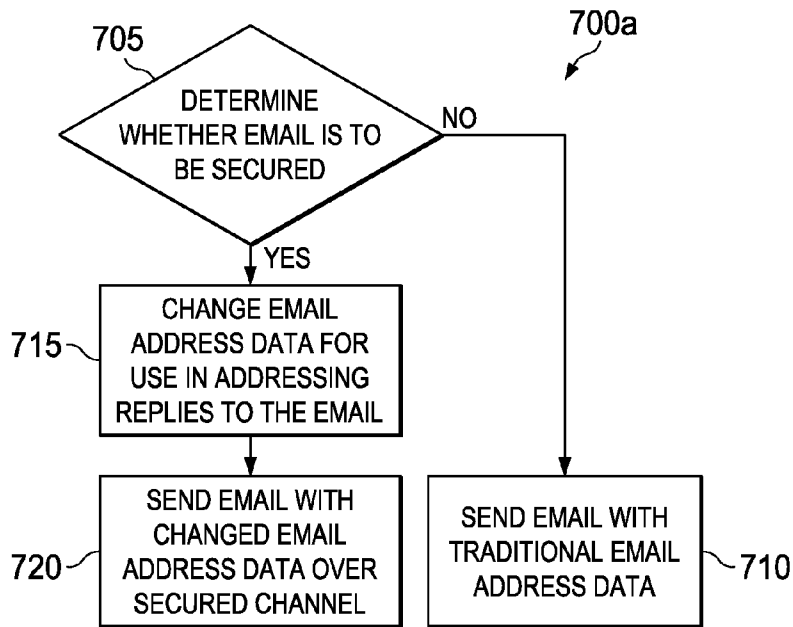 705
700a
DETERMINE
WHETHER EMAIL IS TO
BE SECURED
NO
YES
715
CHANGE EMAIL
ADDRESS DATA FOR
USE IN ADDRESSING
REPLIES TO THE EMAIL
720
SEND EMAIL WITH
CHANGED EMAIL
ADDRESS DATA OVER
SECURED CHANNEL
SEND EMAIL WITH
TRADITIONAL EMAIL
ADDRESS DATA
710